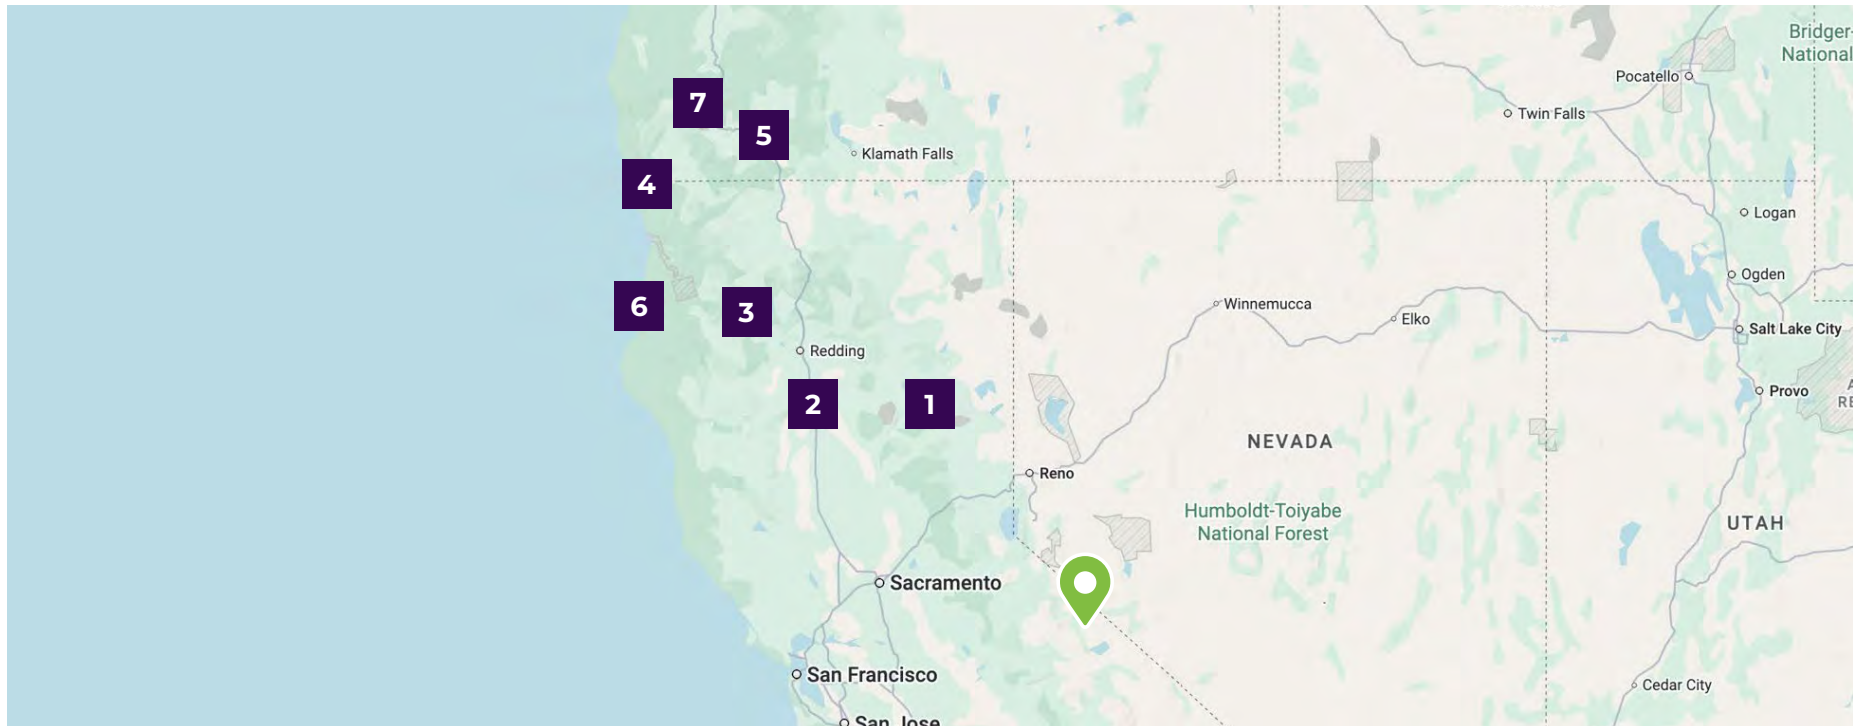 Bridger-
National
Pocatello
Twin Falls
7
5
Klamath Falls
4
Logan
Ogden
6
3
Winnemucca
Elko
Salt Lake City
Redding
Provo
2
1
NEVADA
Reno
Humboldt-Toiyabe
National Forest
UTAH
Sacramento
San Francisco
Cedar City
San Jose